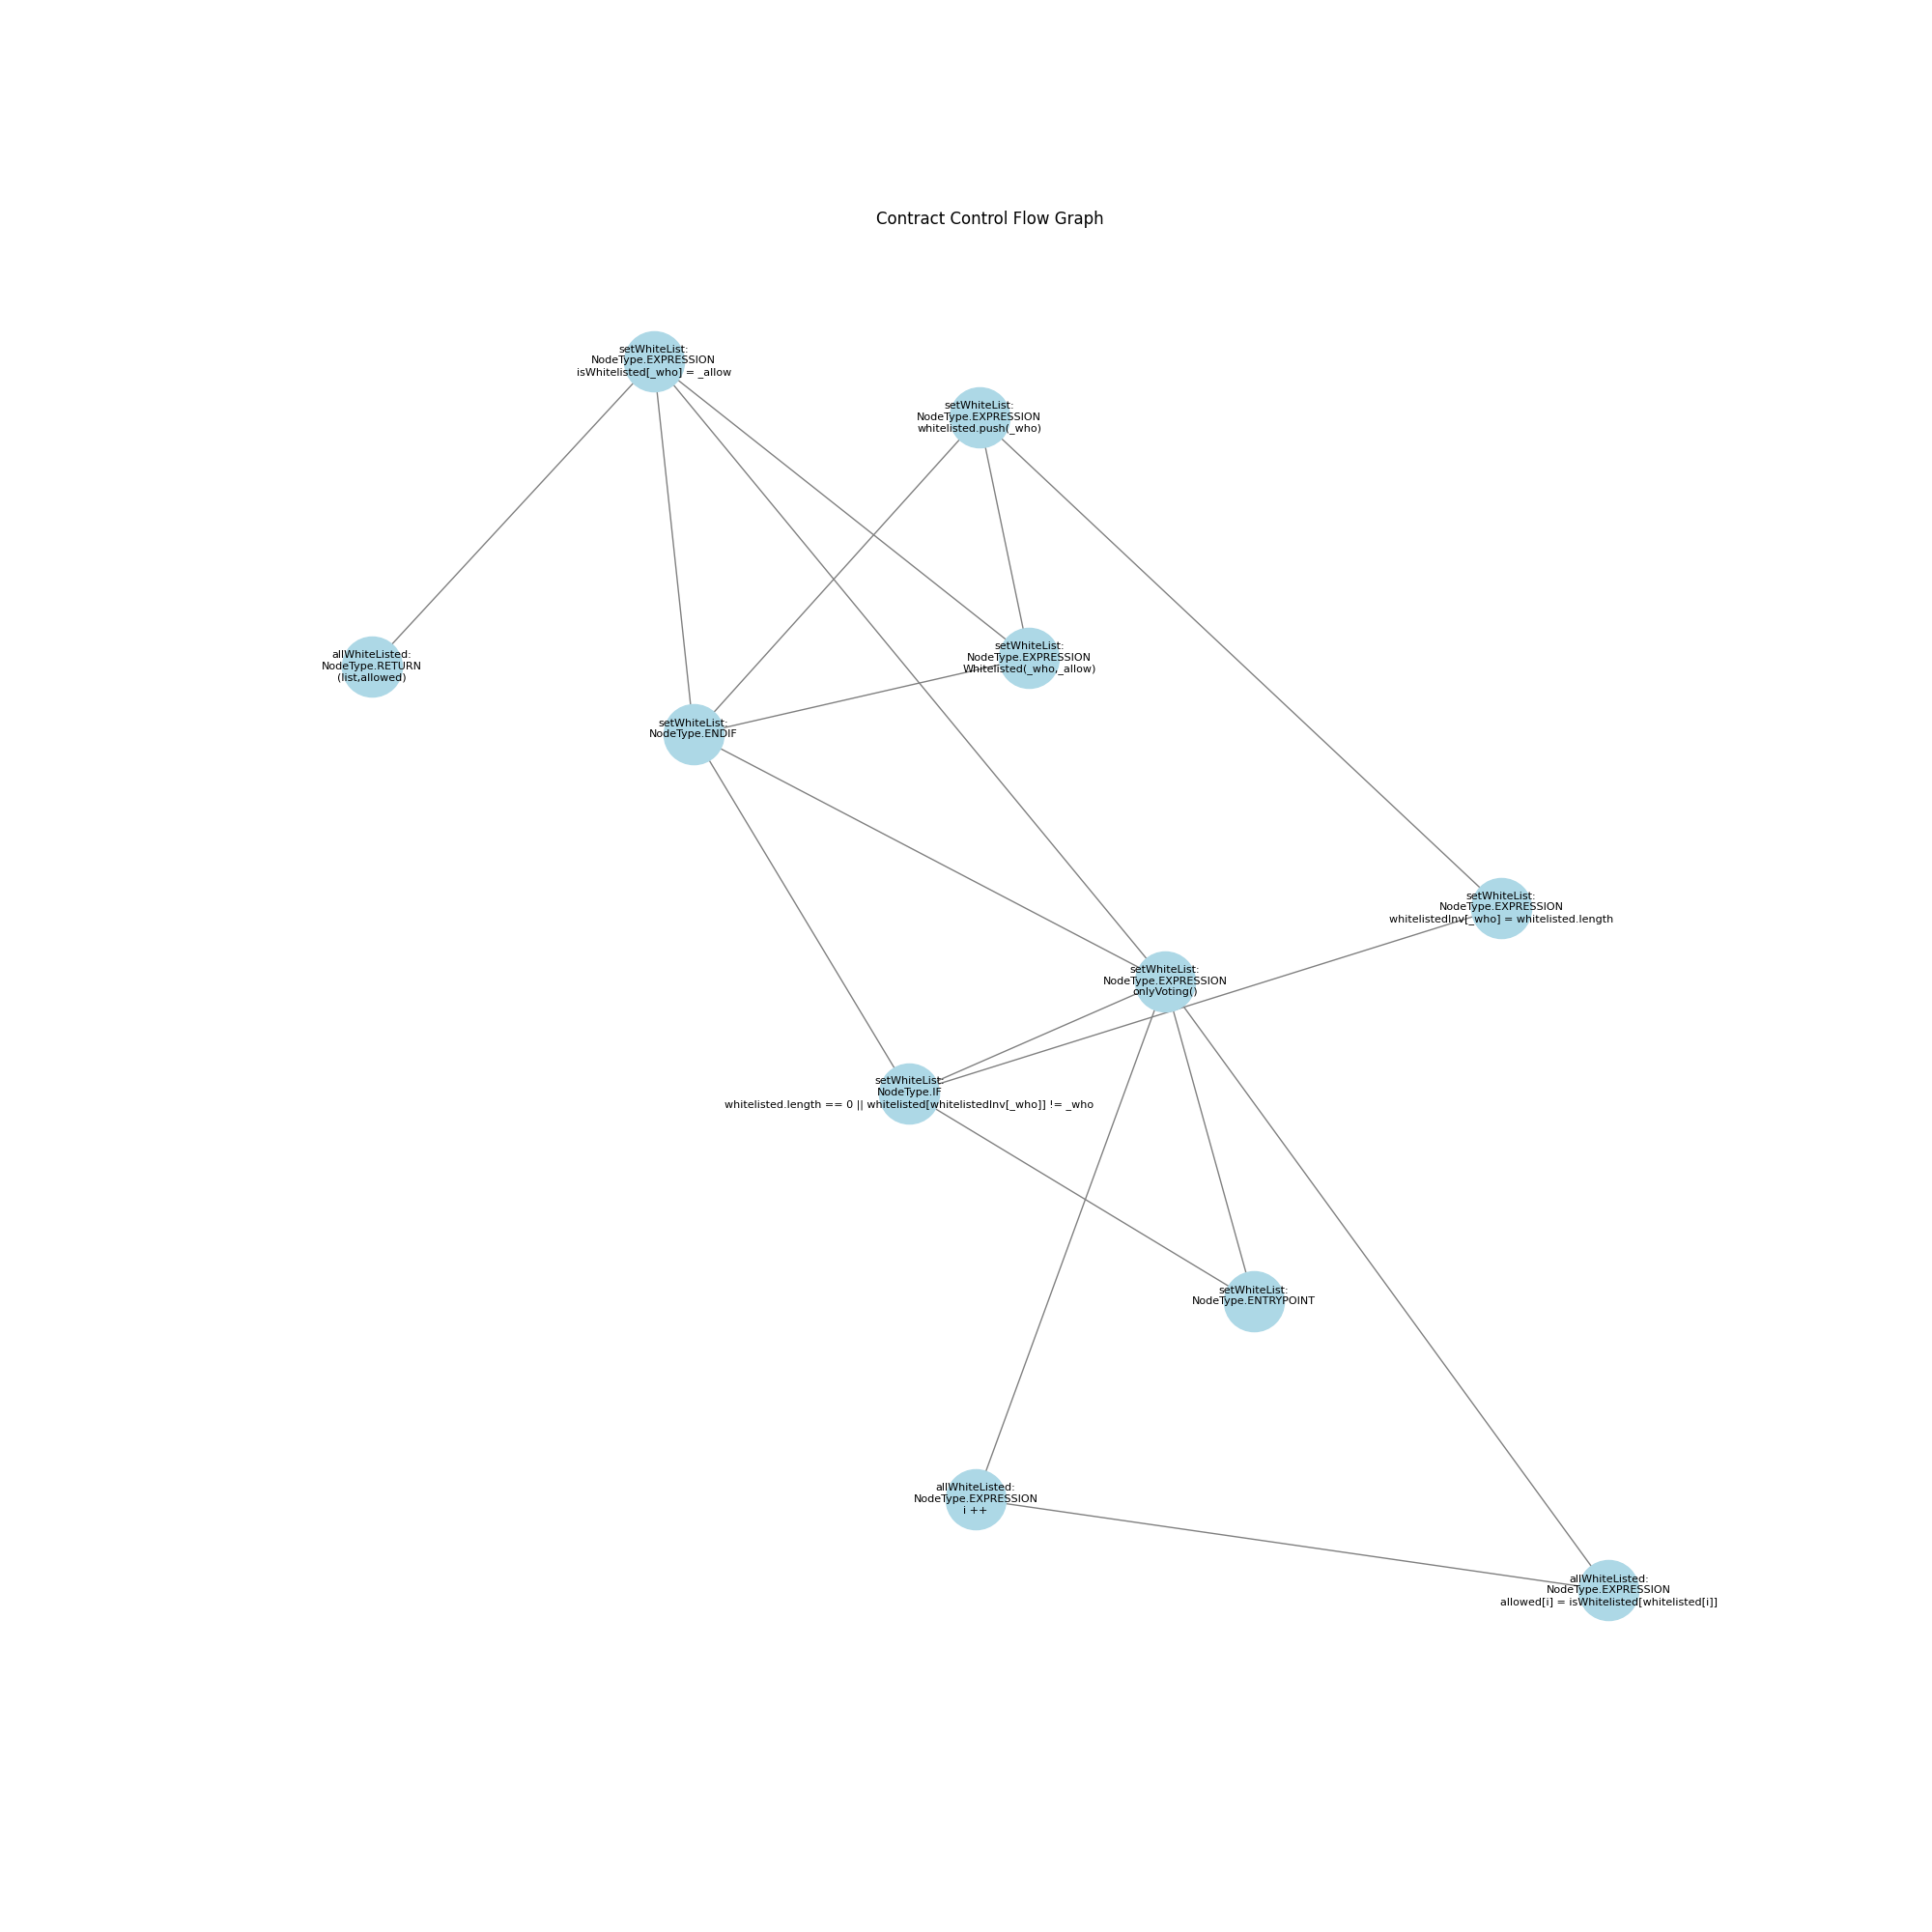 Contract Control Flow Graph
setWhiteList:
NodeType.EXPRESSION
isWhitelisted[_who] = _allow
setWhiteList:
NodeType.EXPRESSION
whitelisted.push(_who)
allWhiteListed:
NodeType.RETURN
(list,allowed)
setWhiteList:
NodeType.EXPRESSION
Whitelisted(_who,_allow)
setWhiteList:
NodeType.ENDIF
setWhiteList:
NodeType.EXPRESSION
whitelistedInv[_who] = whitelisted.length
setWhiteList:
NodeType.EXPRESSION
onlyVoting()
setWhiteList:
NodeType.IF
whitelisted.length == 0 || whitelisted[whitelistedInv[_who]] != _who
setWhiteList:
NodeType.ENTRYPOINT
allWhiteListed:
NodeType.EXPRESSION
i ++
allWhiteListed:
NodeType.EXPRESSION
allowed[i] = isWhitelisted[whitelisted[i]]